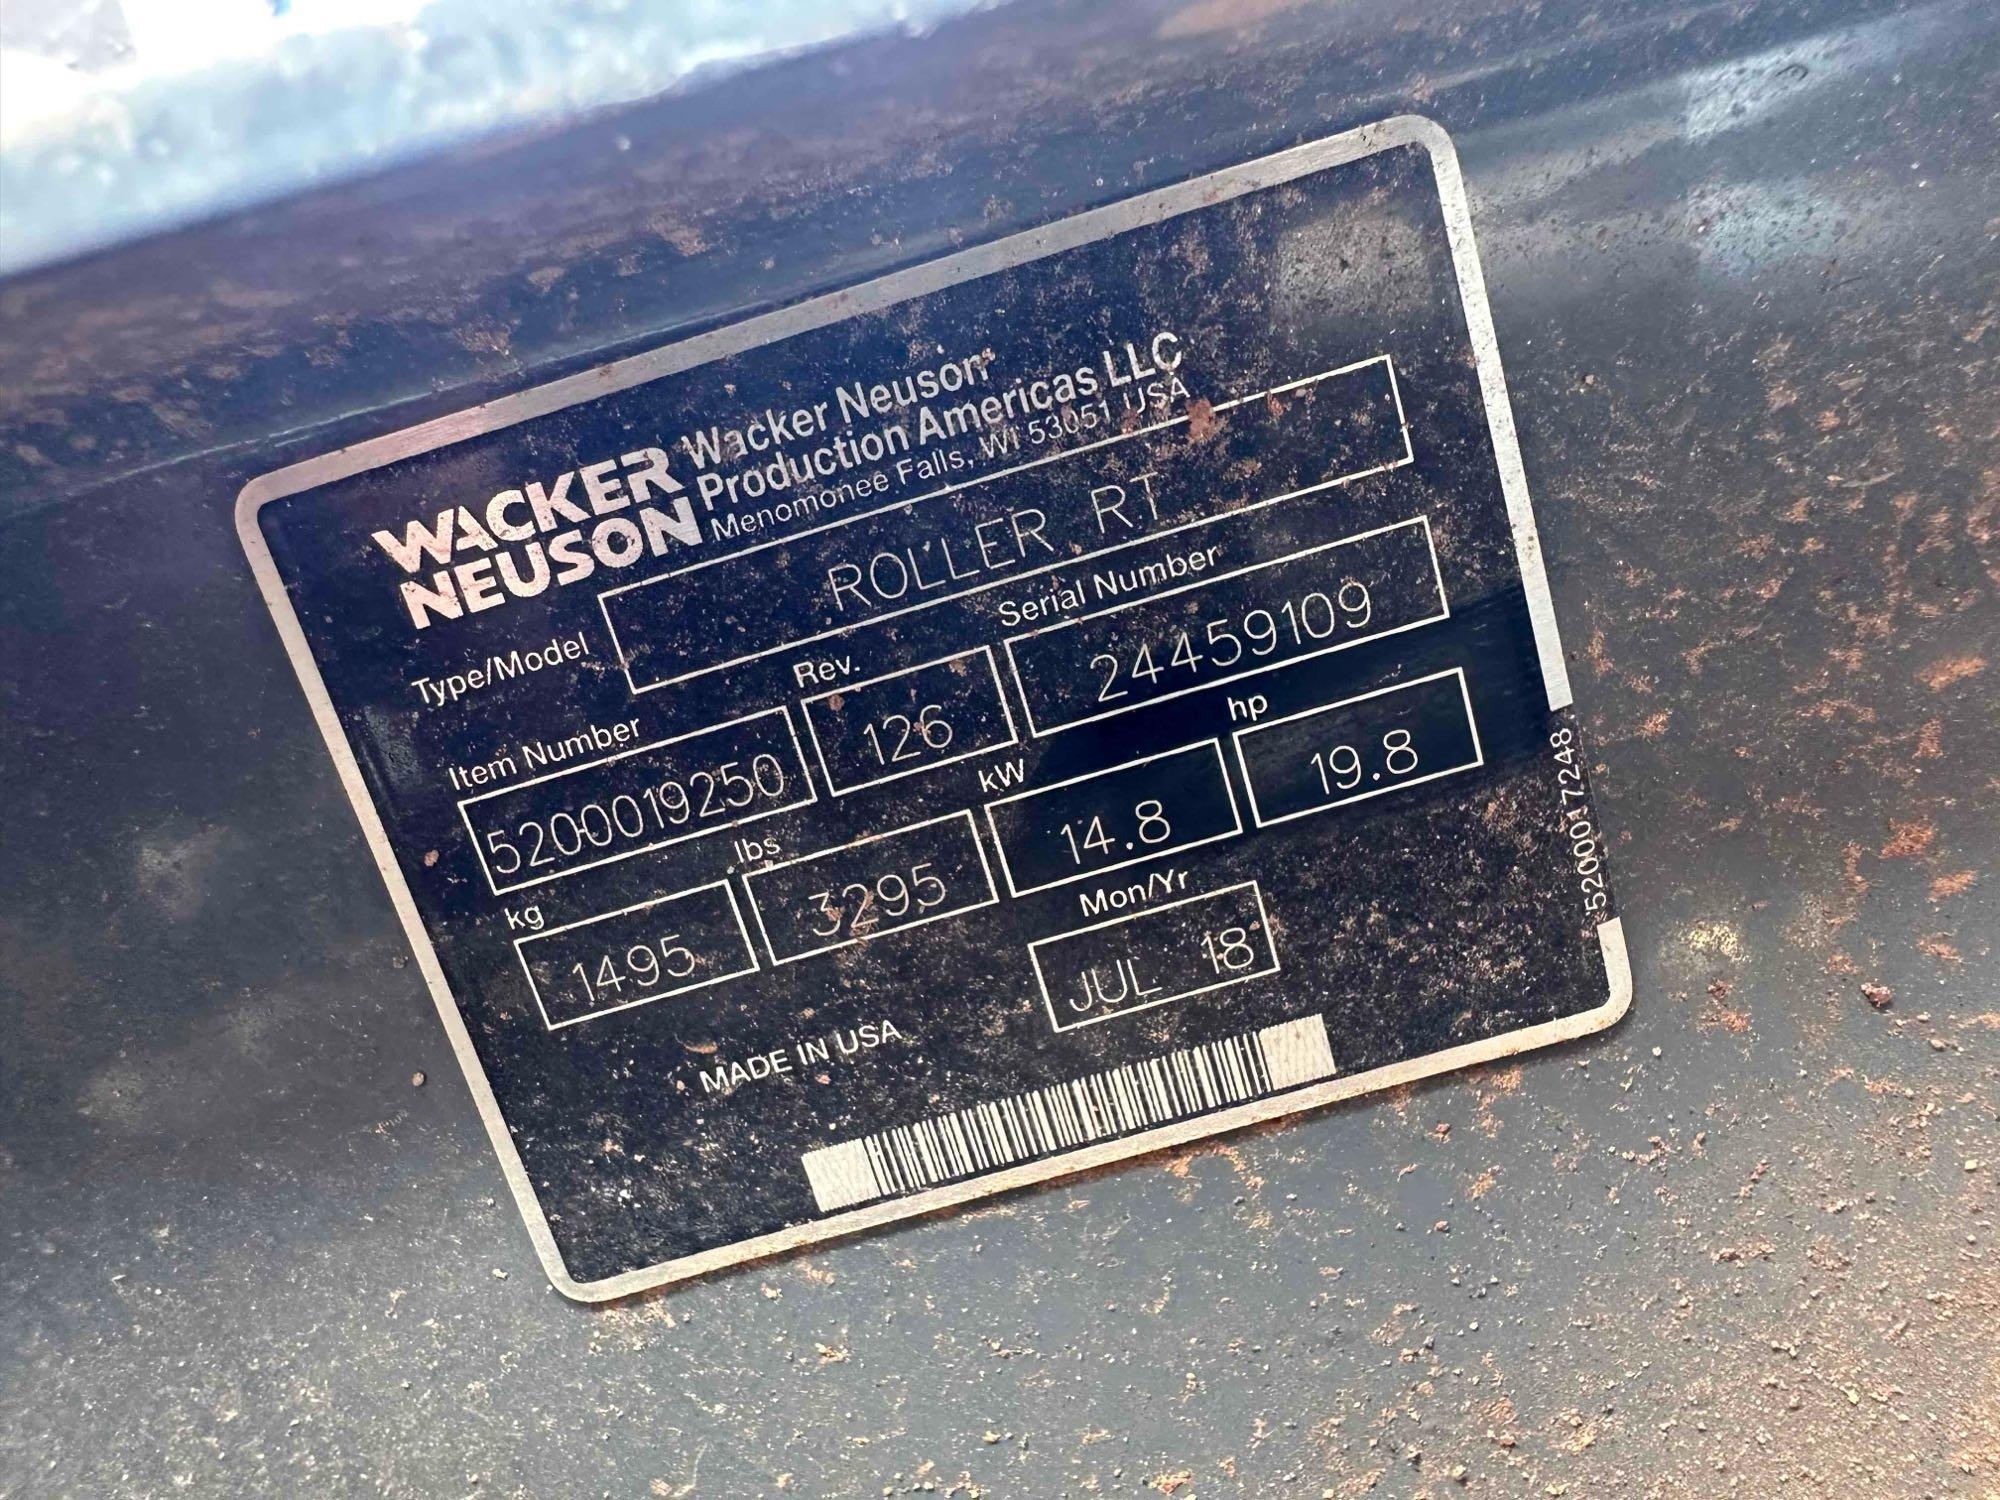 WACKER NEUSON
Wacker Neuson
Production Americas LLC
Menomonee Falls, WI 53051 USA
Type/Model ROLLER RT
Item Number Rev. Serial Number
5200019250 126 24459109
kg lbs kW hp
1495 3295 14.8 19.8
Mon/Yr
JUL 18
MADE IN USA
5200017248